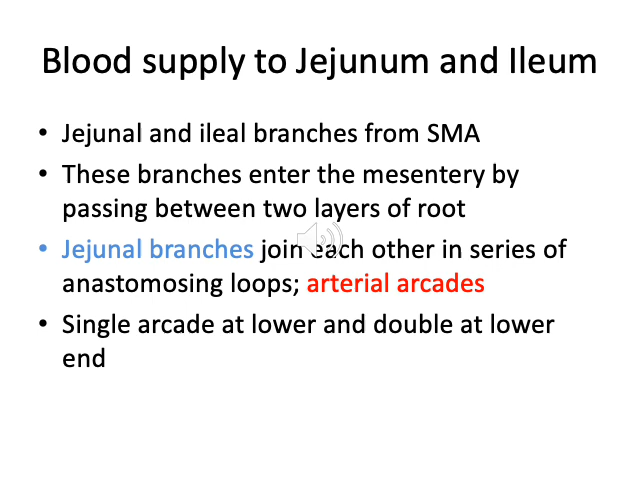 Blood supply to Jejunum and Ileum
• Jejunal and ileal branches from SMA
• These branches enter the mesentery by
passing between two layers of root
• Jejunal branches join each other in series of
anastomosing loops; arterial arcades
• Single arcade at lower and double at lower
end